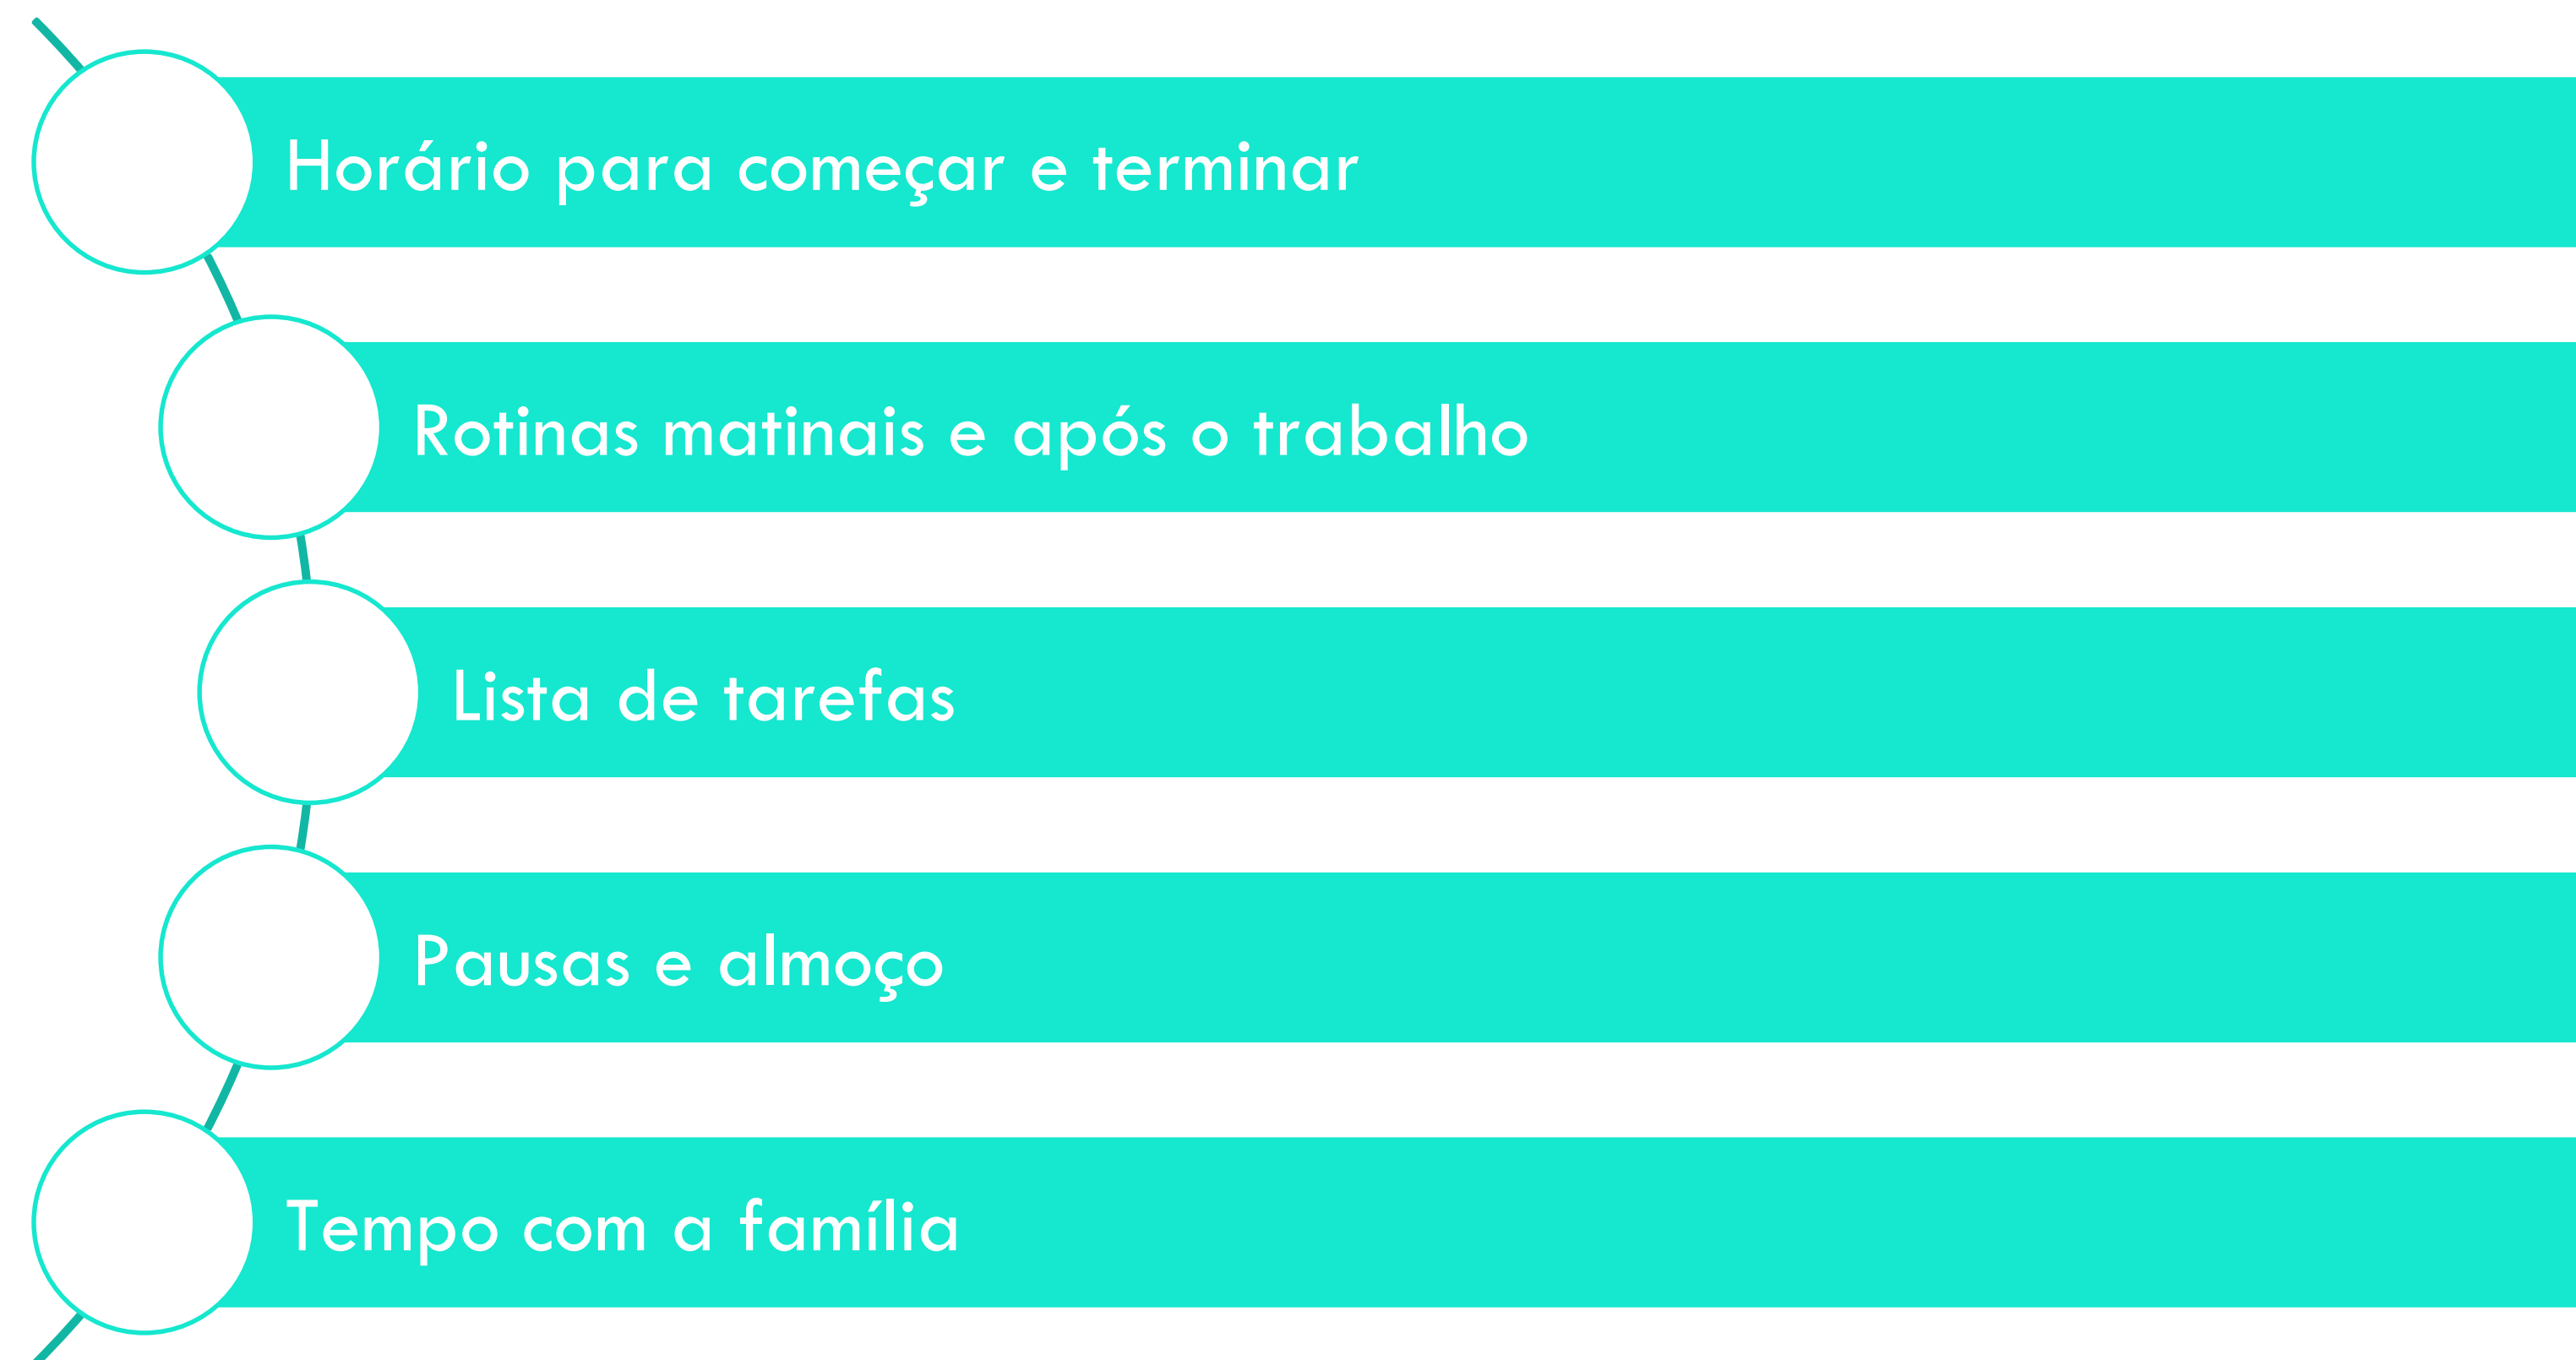 Horário para começar e terminar
Rotinas matinais e após o trabalho
Lista de tarefas
Pausas e almoço
Tempo com a família